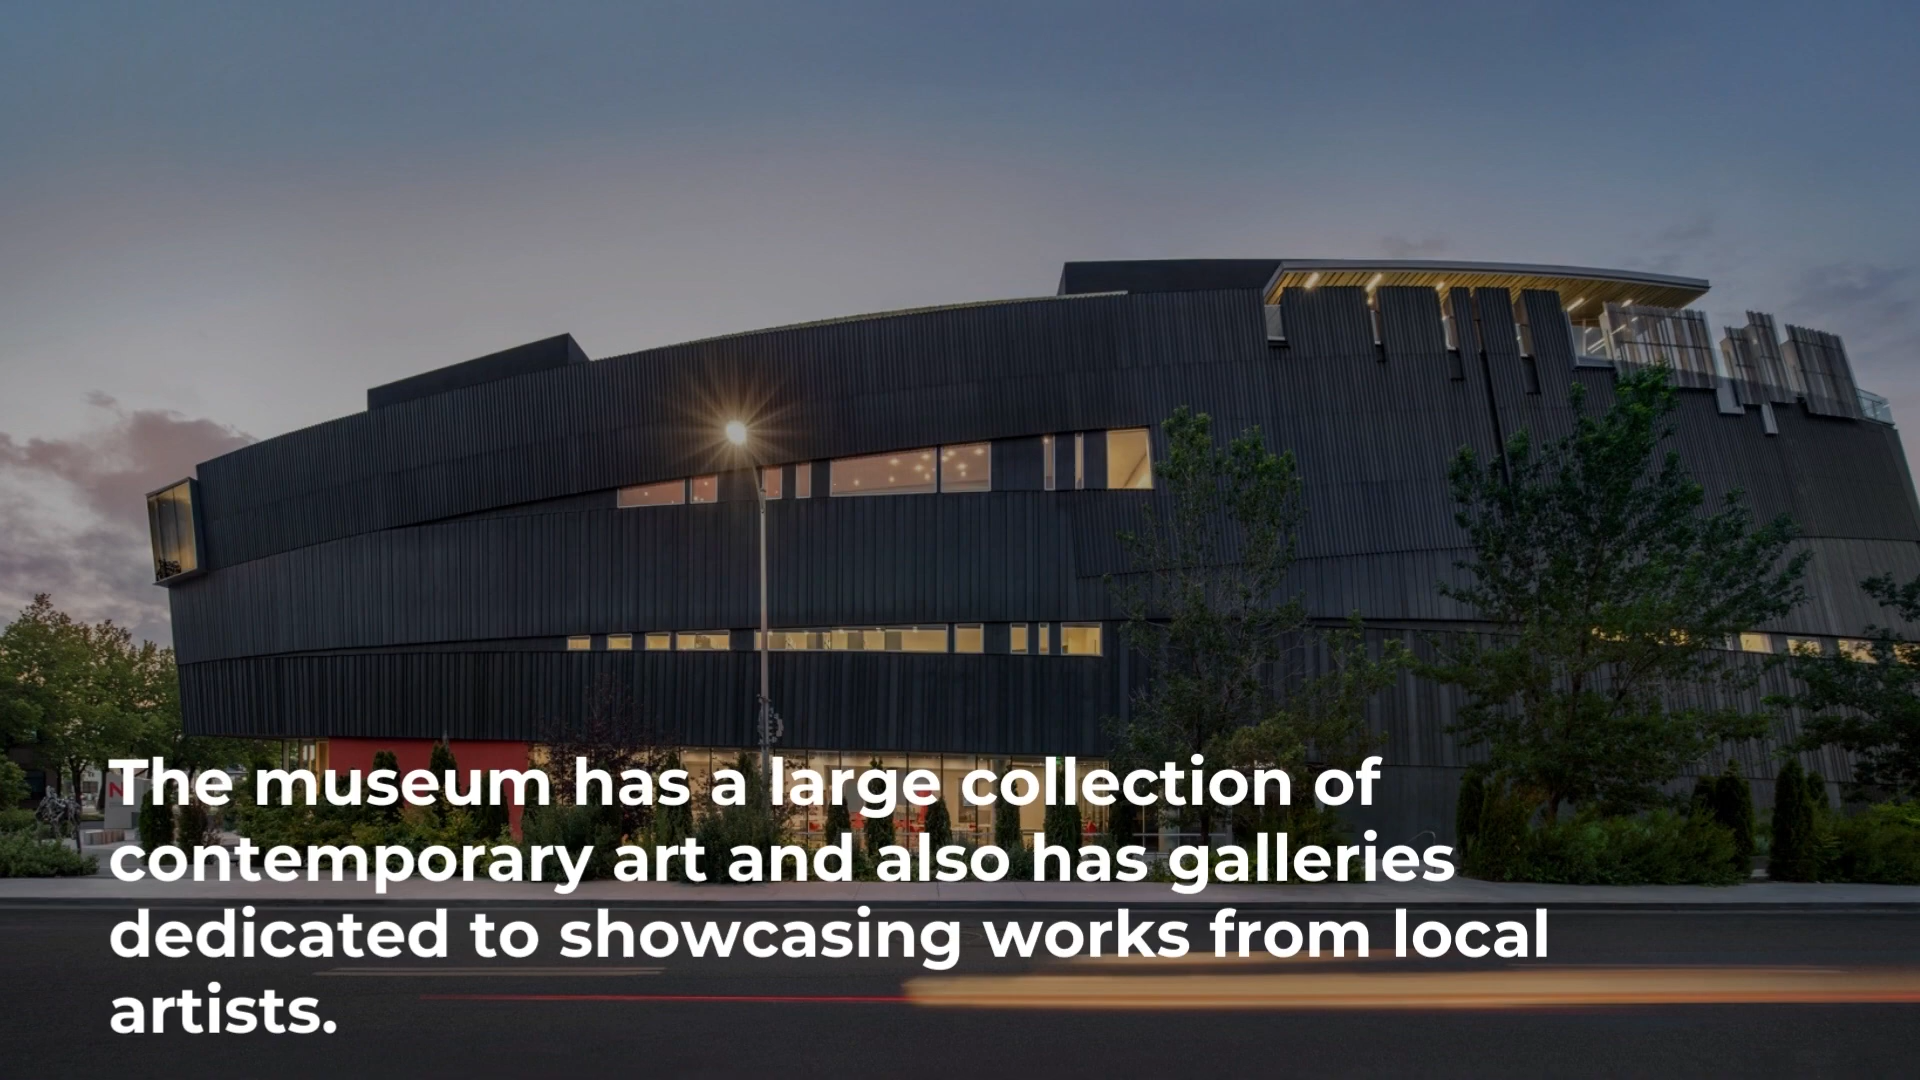 The museum has a large collection of
contemporary art and also has galleries
dedicated to showcasing works from local
artists.